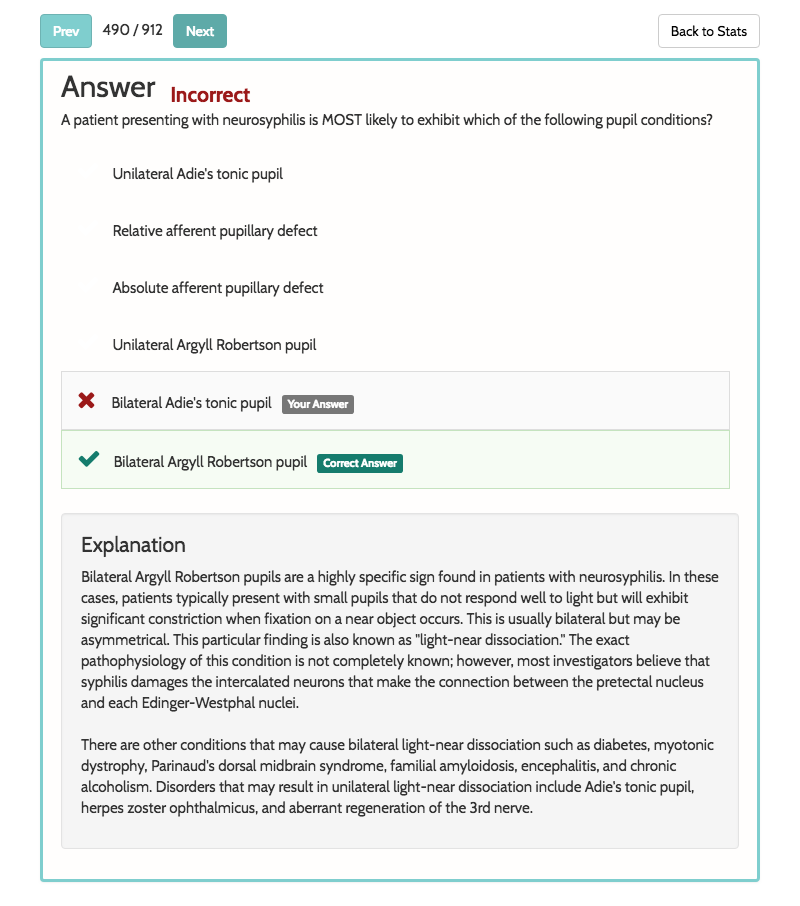 Prev 490 / 912 Next Back to Stats
Answer Incorrect
A patient presenting with neurosyphilis is MOST likely to exhibit which of the following pupil conditions?
Unilateral Adie's tonic pupil
Relative afferent pupillary defect
Absolute afferent pupillary defect
Unilateral Argyll Robertson pupil
Bilateral Adie's tonic pupil Your Answer
Bilateral Argyll Robertson pupil Correct Answer
Explanation
Bilateral Argyll Robertson pupils are a highly specific sign found in patients with neurosyphilis. In these
cases, patients typically present with small pupils that do not respond well to light but will exhibit
significant constriction when fixation on a near object occurs. This is usually bilateral but may be
asymmetrical. This particular finding is also known as "light-near dissociation." The exact
pathophysiology of this condition is not completely known; however, most investigators believe that
syphilis damages the intercalated neurons that make the connection between the pretectal nucleus
and each Edinger-Westphal nuclei.
There are other conditions that may cause bilateral light-near dissociation such as diabetes, myotonic
dystrophy, Parinaud's dorsal midbrain syndrome, familial amyloidosis, encephalitis, and chronic
alcoholism. Disorders that may result in unilateral light-near dissociation include Adie's tonic pupil,
herpes zoster ophthalmicus, and aberrant regeneration of the 3rd nerve.